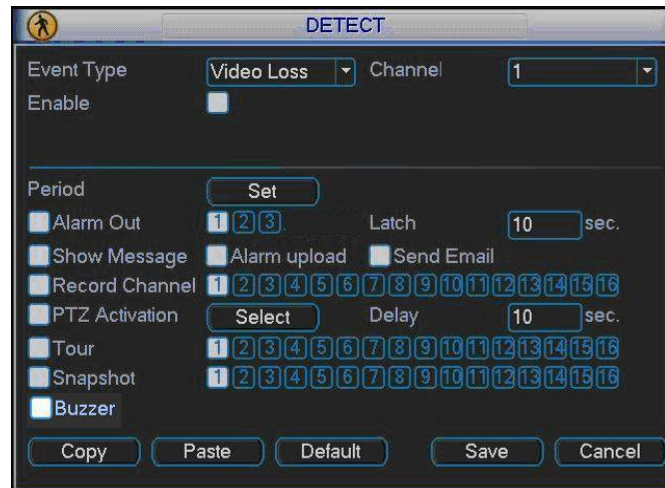 DETECT
Event Type Video Loss Channel 1
Enable
Period Set
Alarm Out 1 2 3 Latch 10 sec.
Show Message Alarm upload Send Email
Record Channel 1 2 3 4 5 6 7 8 9 10 11 12 13 14 15 16
PTZ Activation Select Delay 10 sec.
Tour 1 2 3 4 5 6 7 8 9 10 11 12 13 14 15 16
Snapshot 1 2 3 4 5 6 7 8 9 10 11 12 13 14 15 16
Buzzer
Copy Paste Default Save Cancel